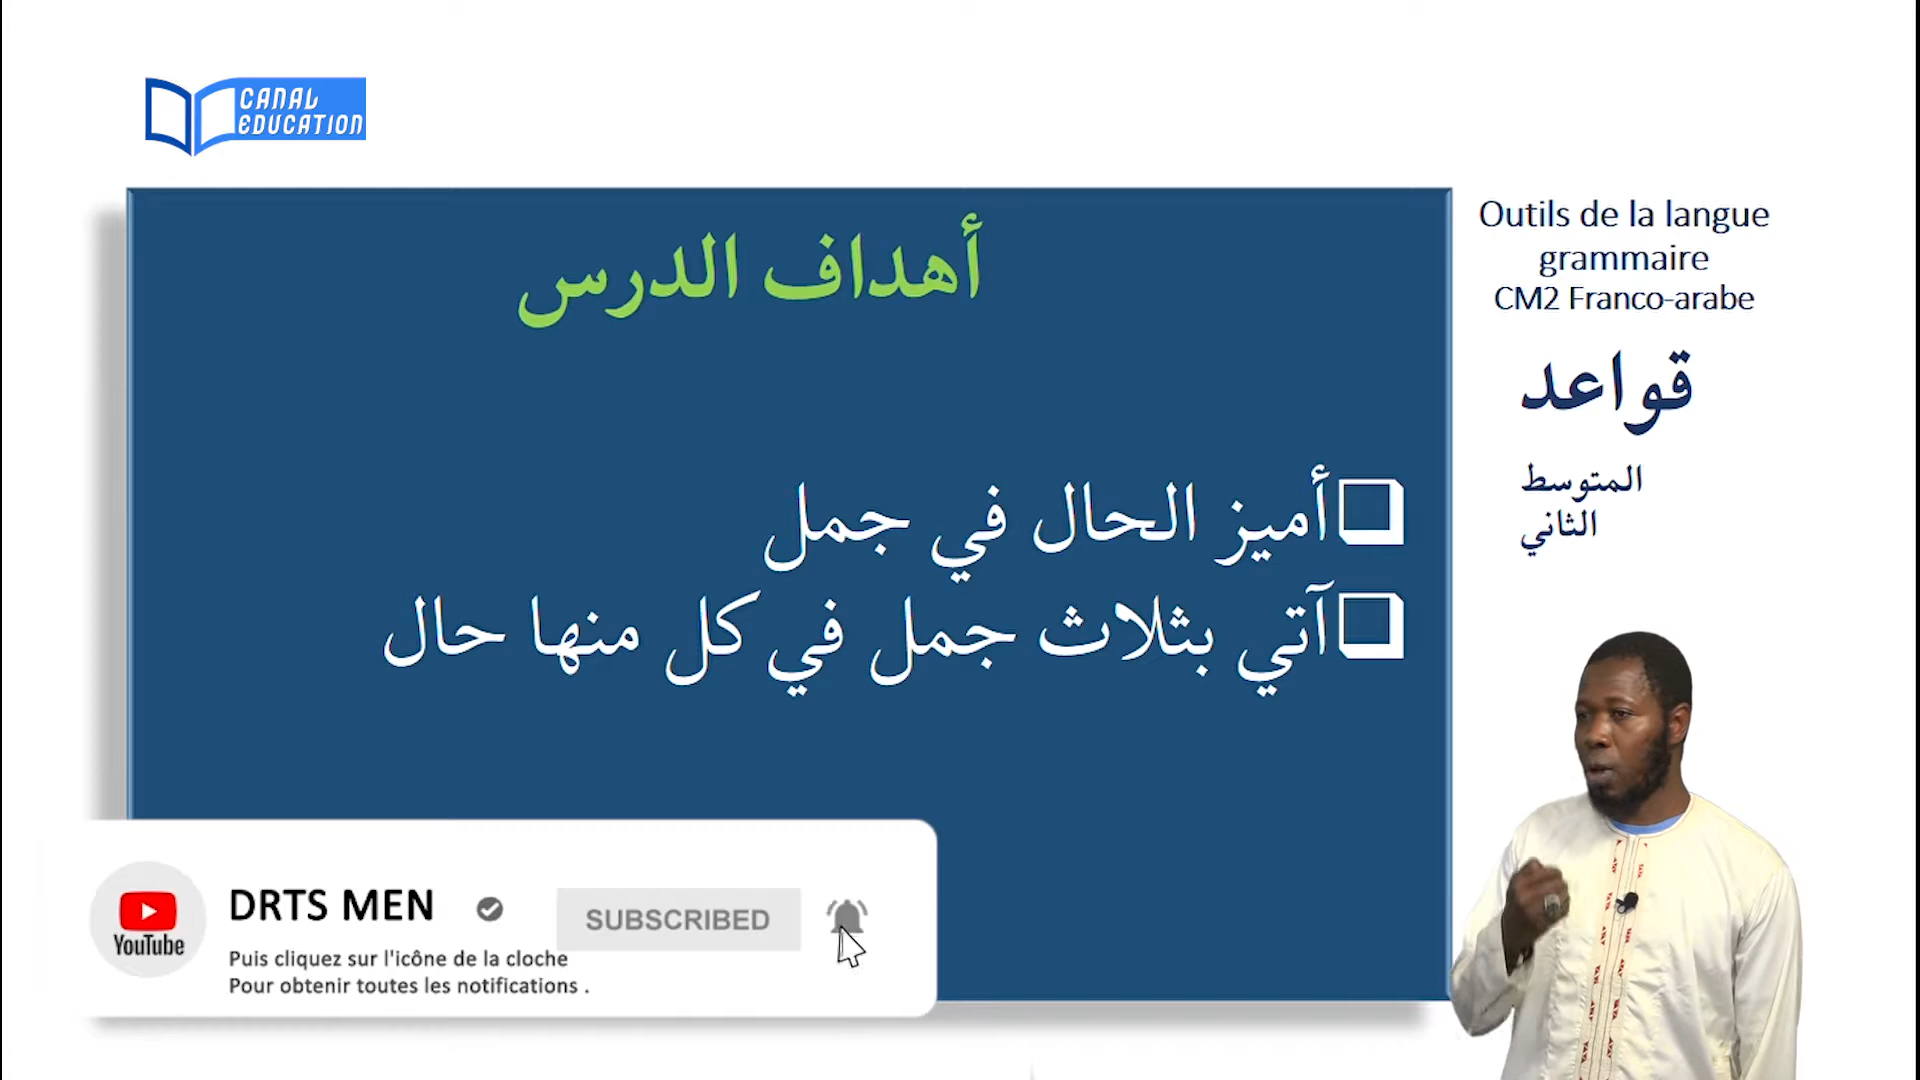 CANAL
EDUCATION
أهداف الدرس
أميز الحال في جمل
آتي بثلاث جمل في كل منها حال
Outils de la langue
grammaire
CM2 Franco-arabe
قواعد
المتوسط
الثاني
YouTube
DRTS MEN
SUBSCRIBED
Puis cliquez sur l'icône de la cloche
Pour obtenir toutes les notifications .